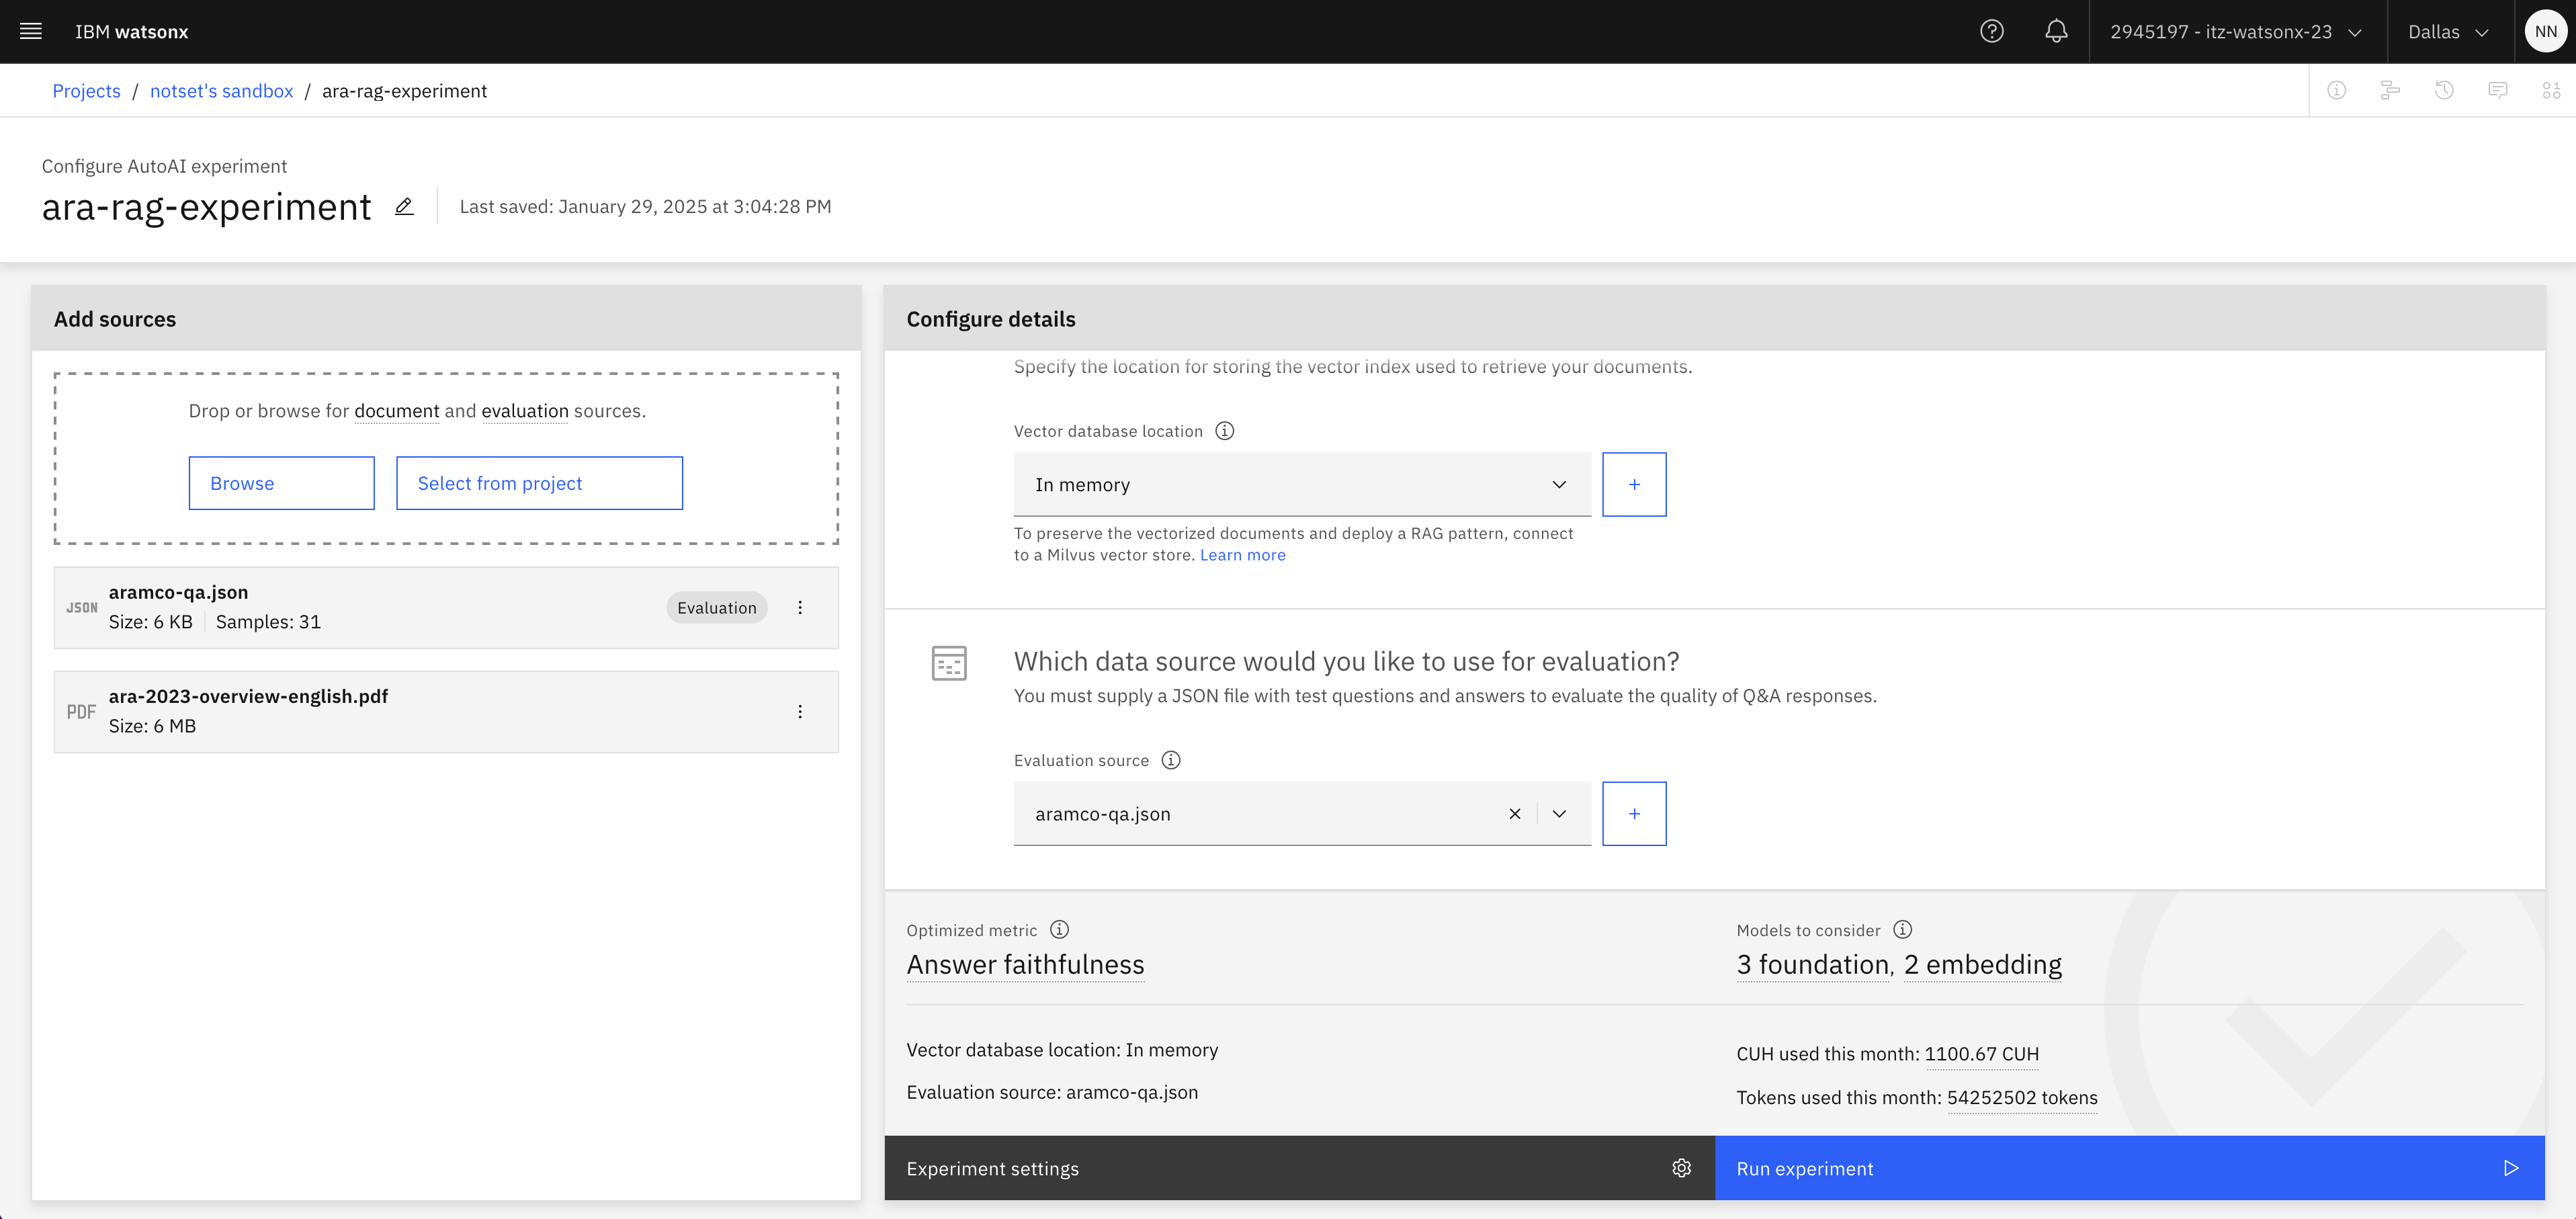 IBM watsonx
2945197 - itz-watsonx-23
Dallas
NN
Projects / notset's sandbox / ara-rag-experiment
Configure AutoAI experiment
ara-rag-experiment
Last saved: January 29, 2025 at 3:04:28 PM
Add sources
Drop or browse for document and evaluation sources.
Browse
Select from project
JSON
aramco-qa.json
Size: 6 KB
Samples: 31
Evaluation
PDF
ara-2023-overview-english.pdf
Size: 6 MB
Configure details
Specify the location for storing the vector index used to retrieve your documents.
Vector database location
In memory
To preserve the vectorized documents and deploy a RAG pattern, connect
to a Milvus vector store. Learn more
Which data source would you like to use for evaluation?
You must supply a JSON file with test questions and answers to evaluate the quality of Q&A responses.
Evaluation source
aramco-qa.json
Optimized metric
Answer faithfulness
Models to consider
3 foundation, 2 embedding
Vector database location: In memory
Evaluation source: aramco-qa.json
CUH used this month: 1100.67 CUH
Tokens used this month: 54252502 tokens
Experiment settings
Run experiment